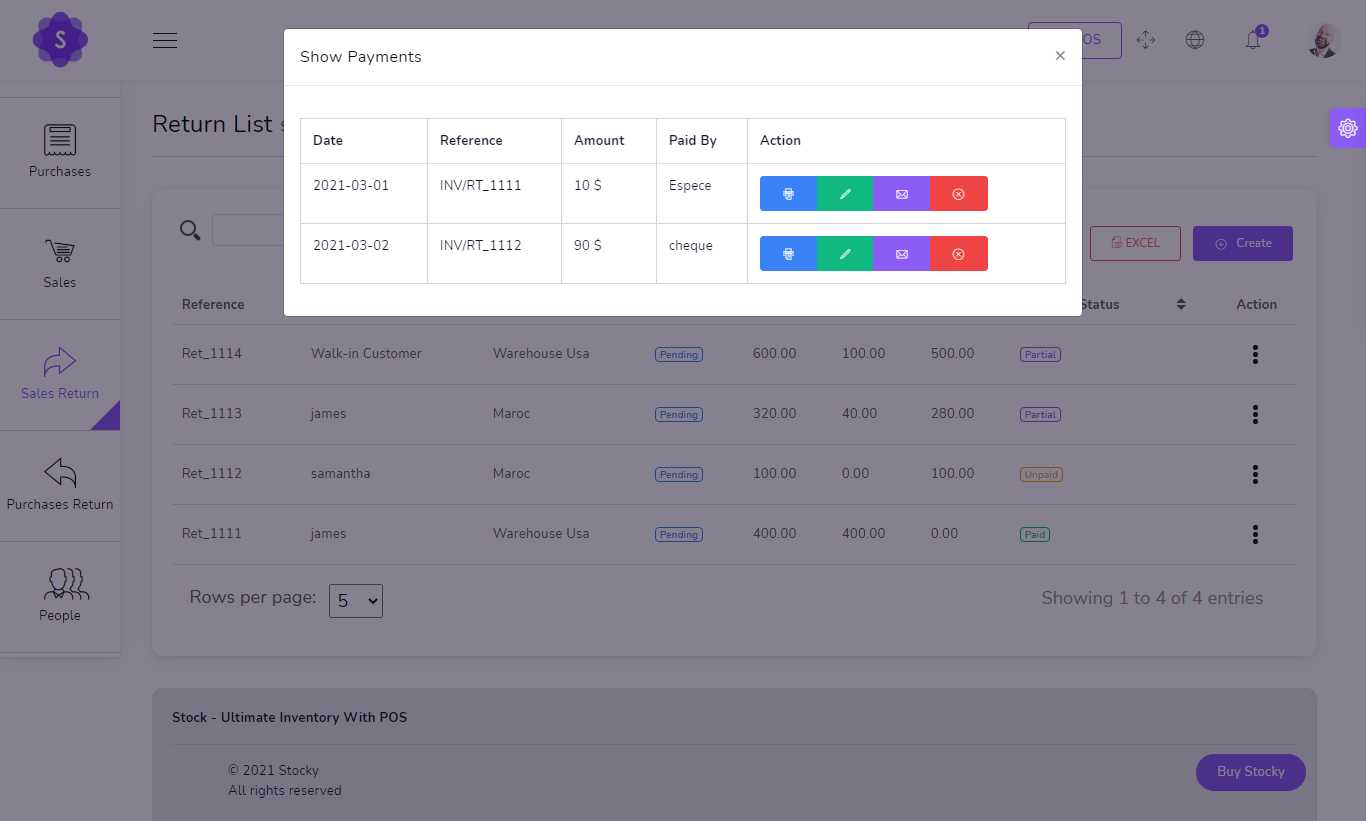 S
OS
1
Show Payments
×
Date Reference Amount Paid By Action
2021-03-01 INV/RT_1111 10 $ Espece
2021-03-02 INV/RT_1112 90 $ cheque
Return List
Purchases
Sales
Sales Return
Purchases Return
People
EXCEL
Create
Reference Status Action
Ret_1114 Walk-in Customer Warehouse Usa Pending 600.00 100.00 500.00 Partial
Ret_1113 james Maroc Pending 320.00 40.00 280.00 Partial
Ret_1112 samantha Maroc Pending 100.00 0.00 100.00 Unpaid
Ret_1111 james Warehouse Usa Pending 400.00 400.00 0.00 Paid
Rows per page: 5
Showing 1 to 4 of 4 entries
Stock - Ultimate Inventory With POS
© 2021 Stocky
All rights reserved
Buy Stocky